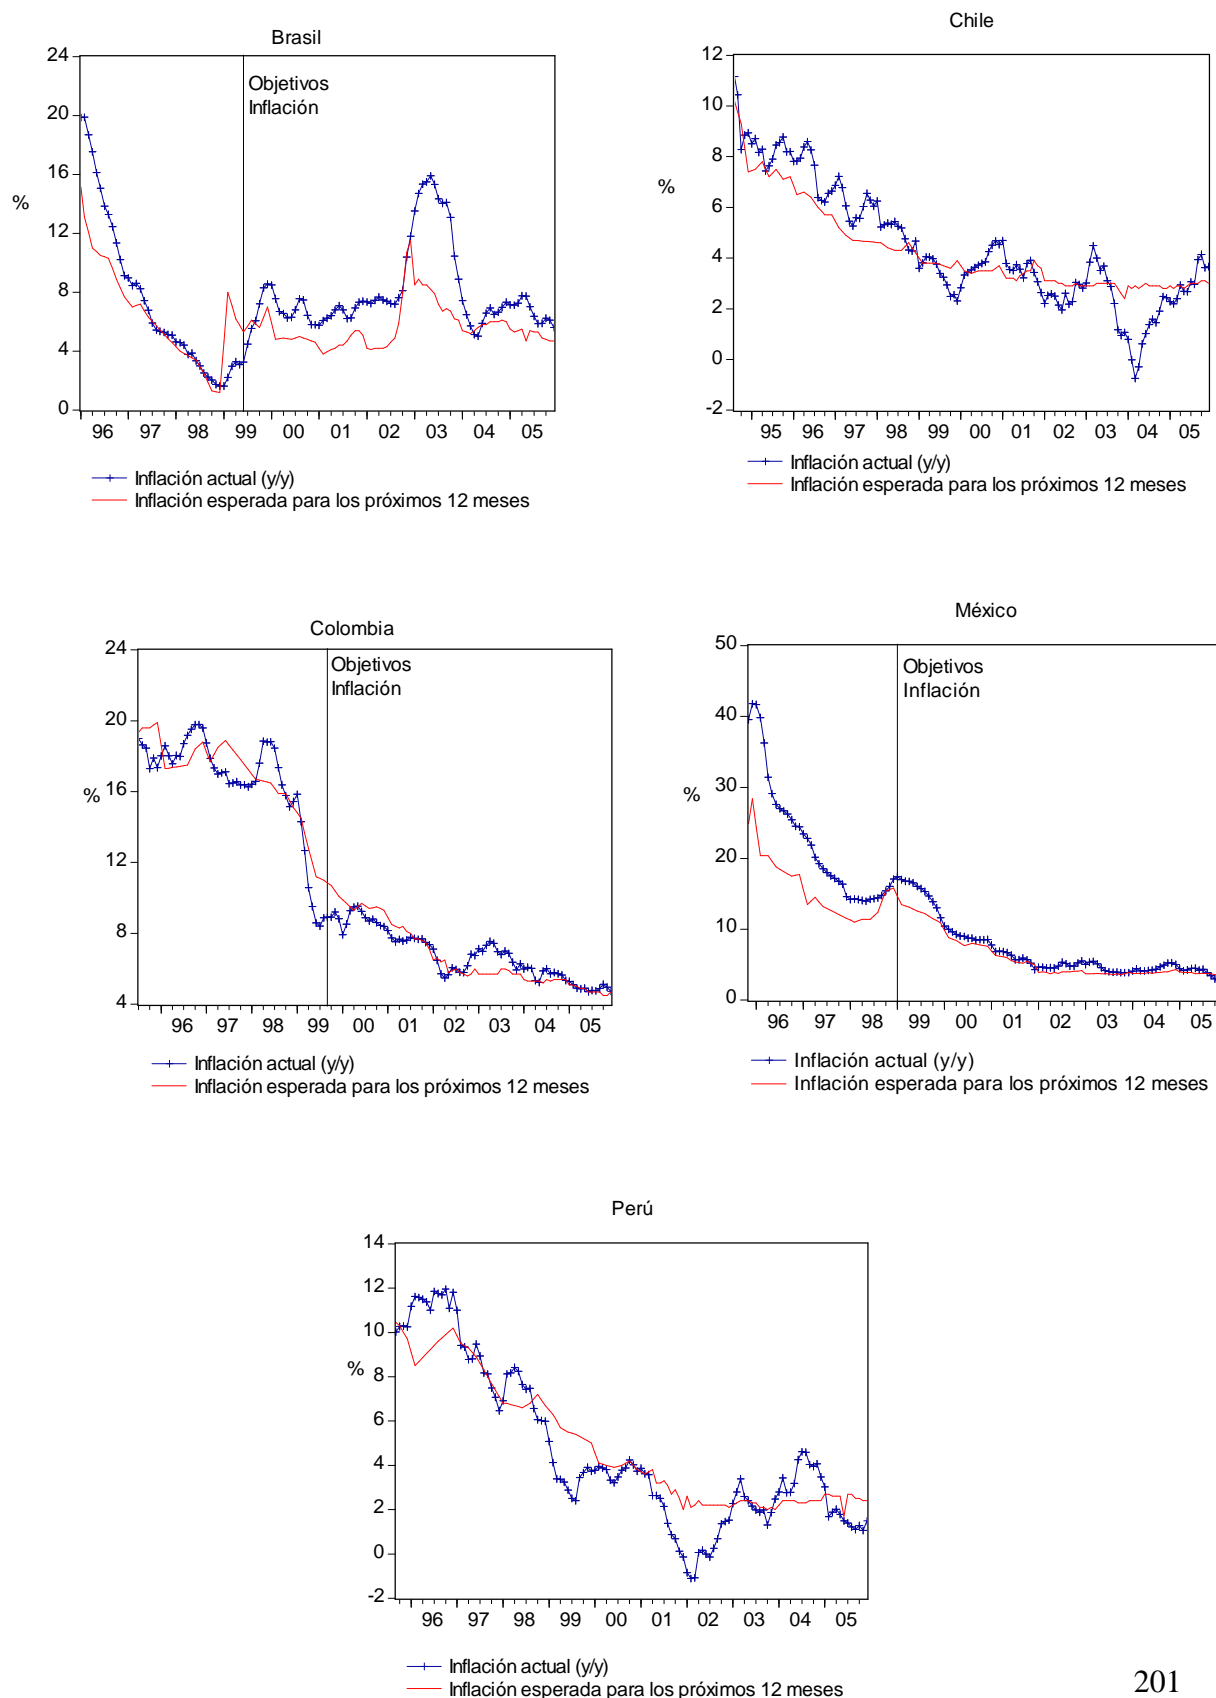 Brasil
24
20
16
12
8
4
0
%
Objetivos
Inflación
96 97 98 99 00 01 02 03 04 05
Inflación actual (y/y)
Inflación esperada para los próximos 12 meses
Chile
12
10
8
6
4
2
0
-2
%
95 96 97 98 99 00 01 02 03 04 05
Inflación actual (y/y)
Inflación esperada para los próximos 12 meses
Colombia
24
20
16
12
8
4
%
Objetivos
Inflación
96 97 98 99 00 01 02 03 04 05
Inflación actual (y/y)
Inflación esperada para los próximos 12 meses
México
50
40
30
20
10
0
%
Objetivos
Inflación
96 97 98 99 00 01 02 03 04 05
Inflación actual (y/y)
Inflación esperada para los próximos 12 meses
Perú
14
12
10
8
6
4
2
0
-2
%
96 97 98 99 00 01 02 03 04 05
Inflación actual (y/y)
Inflación esperada para los próximos 12 meses
201